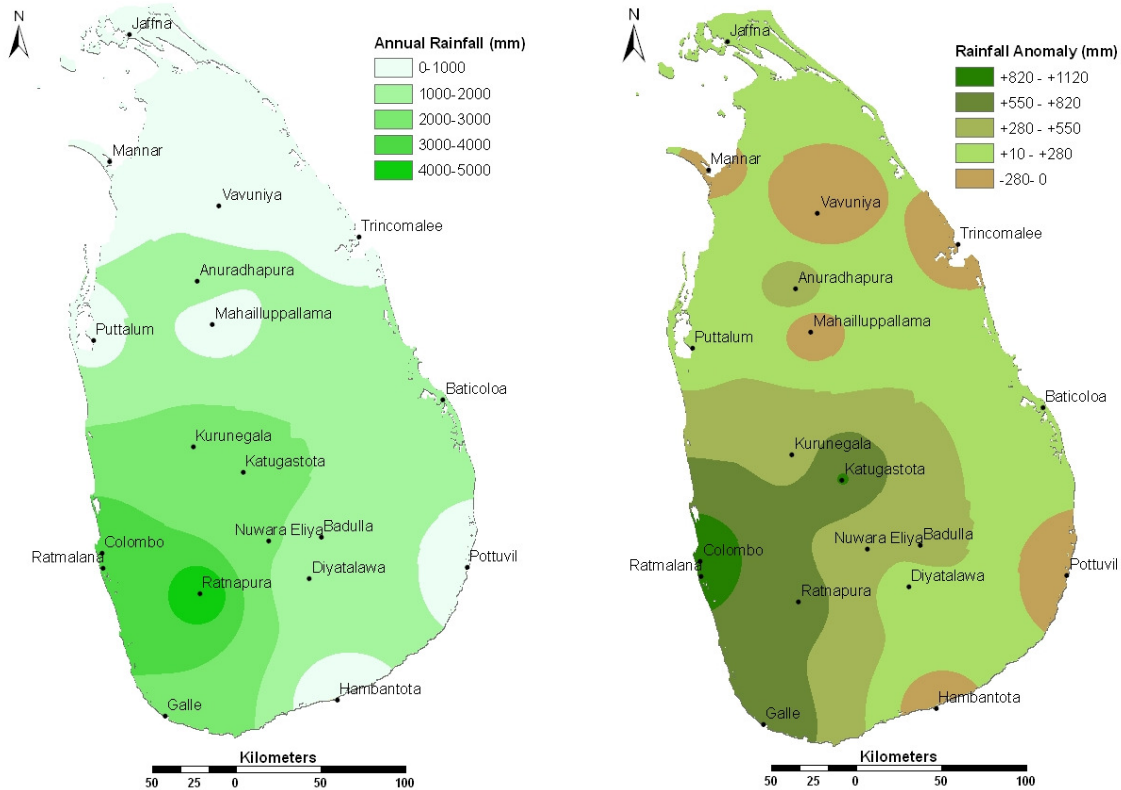 N
Jaffna
Annual Rainfall (mm)
0-1000
1000-2000
2000-3000
3000-4000
4000-5000
Mannar
Vavuniya
Trincomalee
Anuradhapura
Mahailluppallama
Puttalum
Baticoloa
Kurunegala
Katugastota
Nuwara Eliya
Badulla
Colombo
Ratmalana
Pottuvil
Diyatalawa
Ratnapura
Hambantota
Galle
Kilometers
50 25 0 50 100
N
Jaffna
Rainfall Anomaly (mm)
+820 - +1120
+550 - +820
+280 - +550
+10 - +280
-280- 0
Mannar
Vavuniya
Trincomalee
Anuradhapura
Mahailluppallama
Puttalum
Baticoloa
Kurunegala
Katugastota
Nuwara Eliya
Badulla
Colombo
Ratmalana
Pottuvil
Diyatalawa
Ratnapura
Hambantota
Galle
Kilometers
50 25 0 50 100